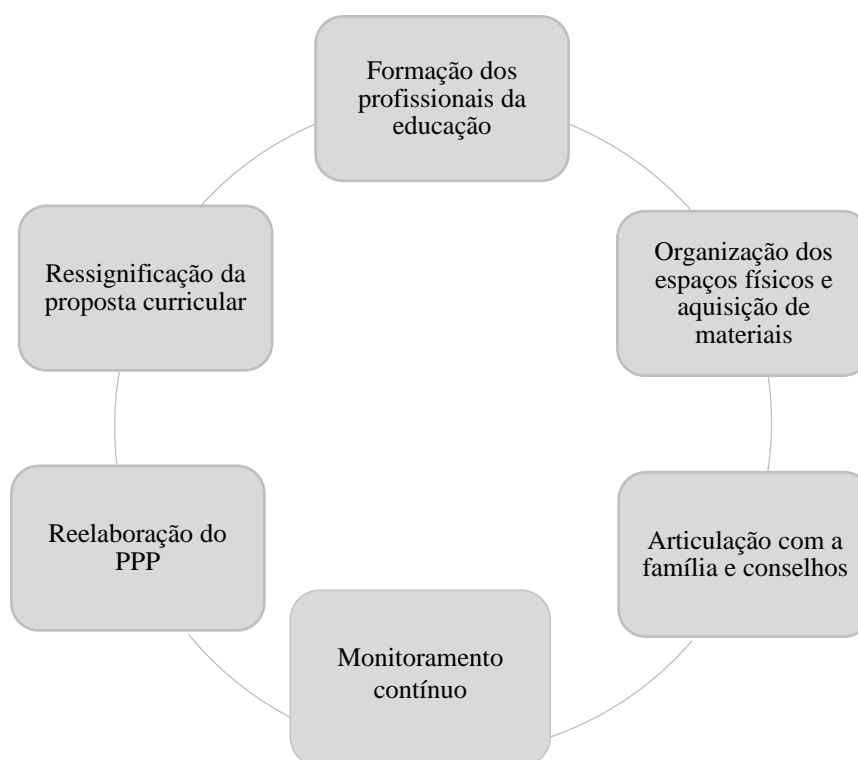 Formação dos
profissionais da
educação
Organização dos
espaços físicos e
aquisição de
materiais
Articulação com a
família e conselhos
Monitoramento
contínuo
Reelaboração do
PPP
Ressignificação da
proposta curricular